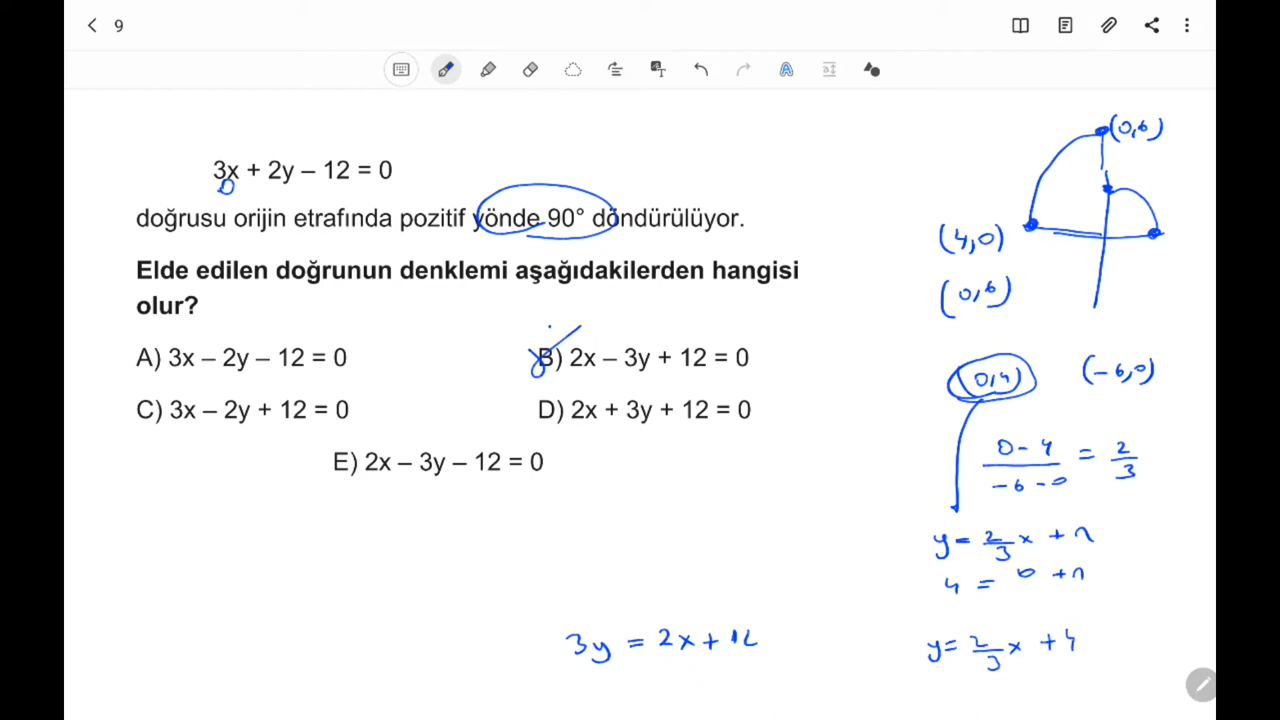 9
3x + 2y – 12 = 0
0
doğrusu orijin etrafında pozitif yönde 90° döndürülüyor.
Elde edilen doğrunun denklemi aşağıdakilerden hangisi
olur?
A) 3x – 2y – 12 = 0
B) 2x – 3y + 12 = 0
C) 3x – 2y + 12 = 0
D) 2x + 3y + 12 = 0
E) 2x – 3y – 12 = 0
(0,6)
(4,0)
(0,6)
(0,4) (-6,0)
0-4
-6-0
= 2/3
y = 2/3 x + n
4 = 0 + n
y = 2/3 x + 4
3y = 2x + 12